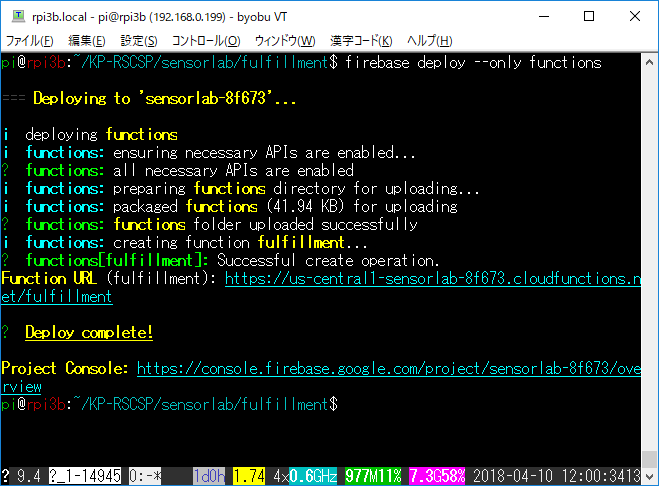 rpi3b.local - pi@rpi3b (192.168.0.199) - byobu VT
ファイル(F) 編集(E) 設定(S) コントロール(O) ウィンドウ(W) 漢字コード(K) ヘルプ(H)
pi@rpi3b:~/KP-RSCSP/sensorlab/fulfillment$ firebase deploy --only functions
=== Deploying to 'sensorlab-8f673'...
i deploying functions
i functions: ensuring necessary APIs are enabled...
? functions: all necessary APIs are enabled
i functions: preparing functions directory for uploading...
i functions: packaged functions (41.94 KB) for uploading
? functions: functions folder uploaded successfully
i functions: creating function fulfillment...
? functions[fulfillment]: Successful create operation.
Function URL (fulfillment): https://us-central1-sensorlab-8f673.cloudfunctions.n
et/fulfillment
? Deploy complete!
Project Console: https://console.firebase.google.com/project/sensorlab-8f673/ove
rview
pi@rpi3b:~/KP-RSCSP/sensorlab/fulfillment$
? 9.4 ?_1-14945 0:-* 1d0h 1.74 4x0.6GHz 977M11% 7.3G58% 2018-04-10 12:00:3413